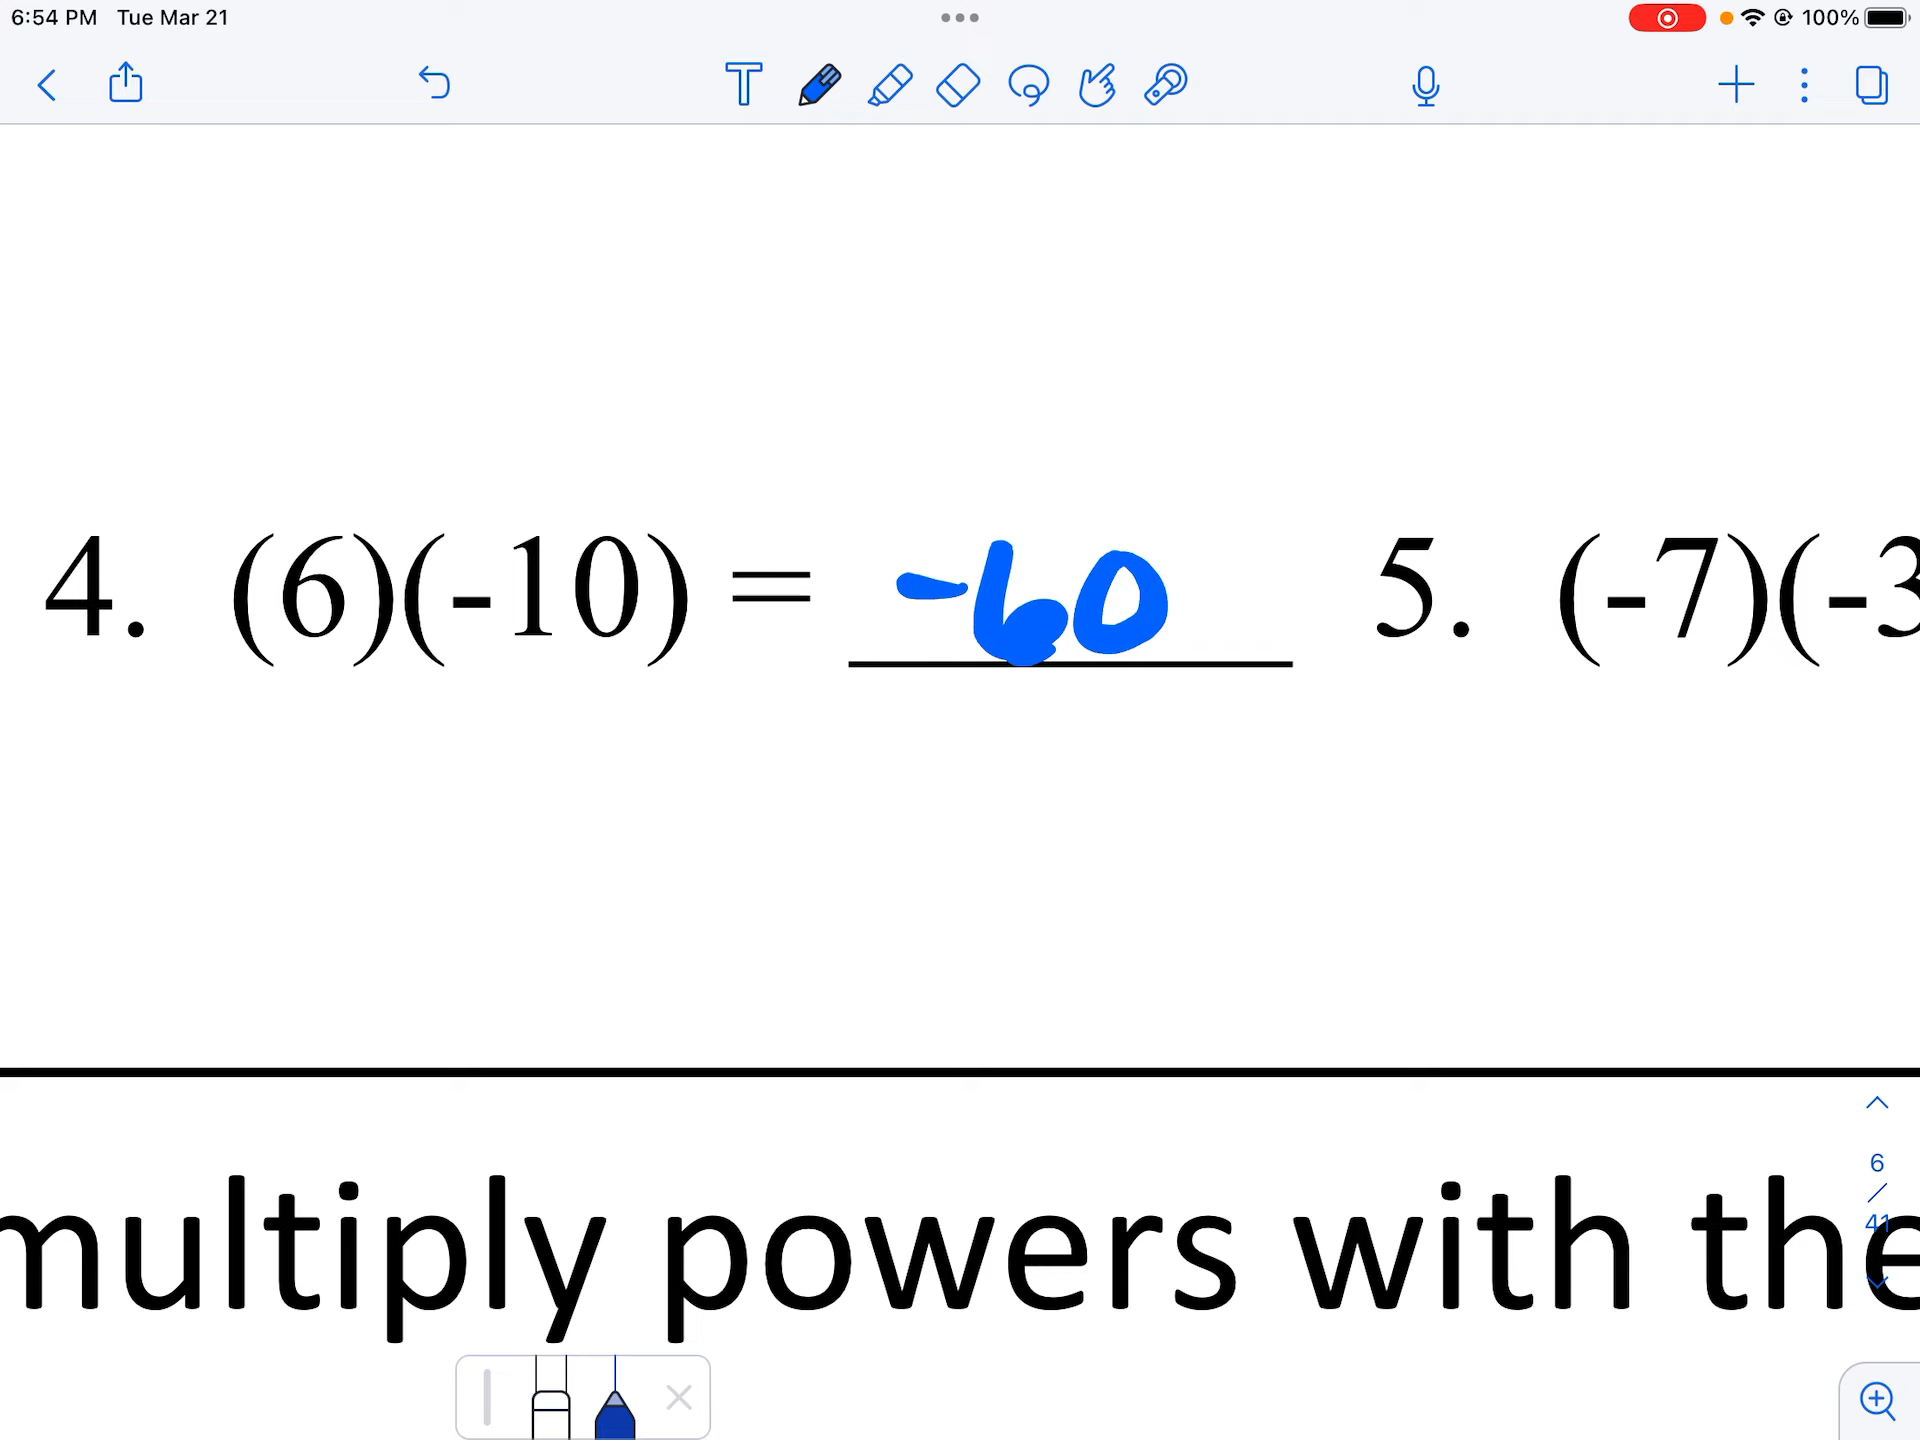 6:54 PM Tue Mar 21
100%
4. (6)(-10) = -60 5. (-7)(-3
6
/
41
multiply powers with the